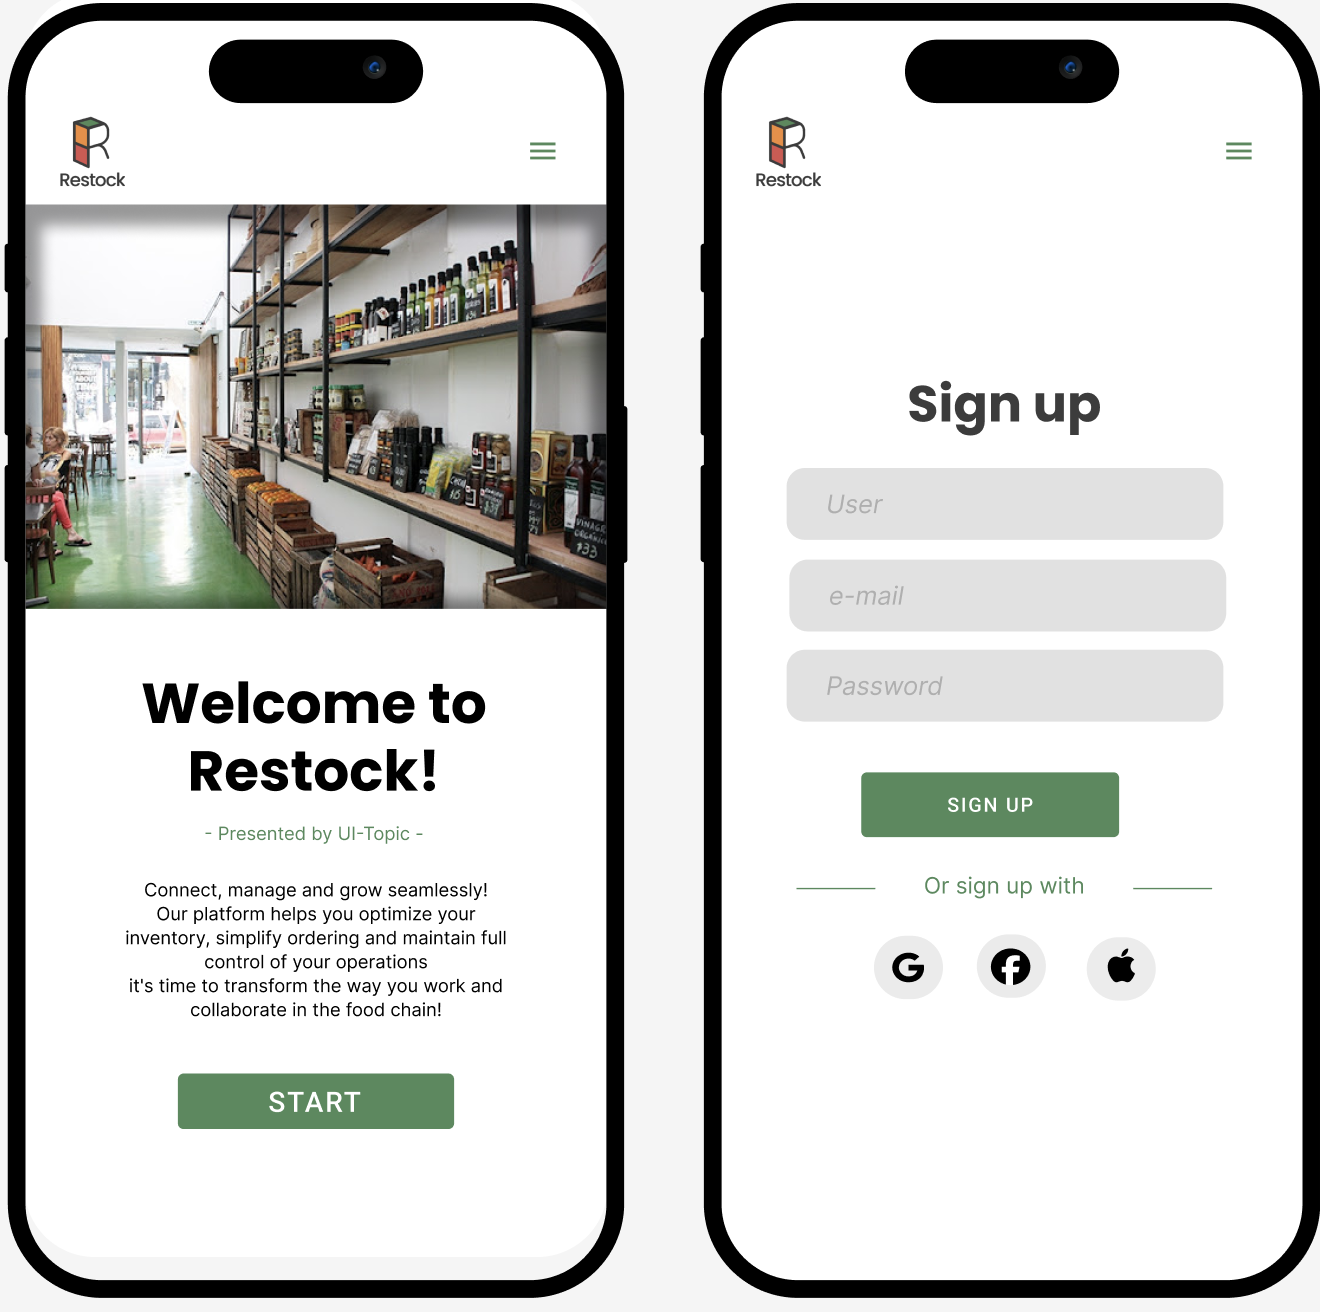 Restock
Welcome to
Restock!
- Presented by UI-Topic -
Connect, manage and grow seamlessly!
Our platform helps you optimize your
inventory, simplify ordering and maintain full
control of your operations
it's time to transform the way you work and
collaborate in the food chain!
START
Restock
Sign up
User
e-mail
Password
SIGN UP
Or sign up with